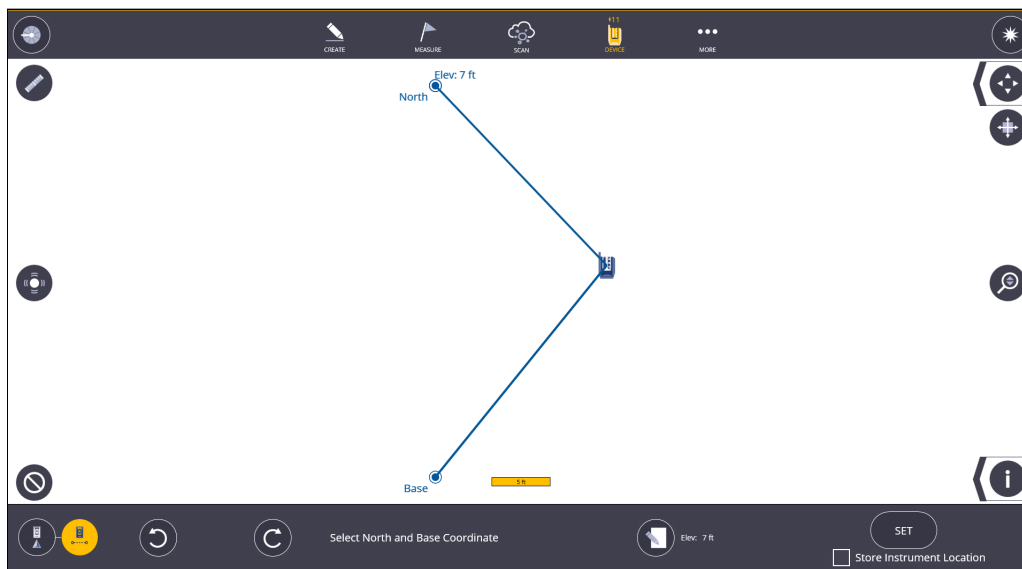 +11
CREATE
MEASURE
SCAN
DEVICE
MORE
Elev: 7 ft
North
Base
5 ft
Select North and Base Coordinate
Elev: 7 ft
SET
Store Instrument Location